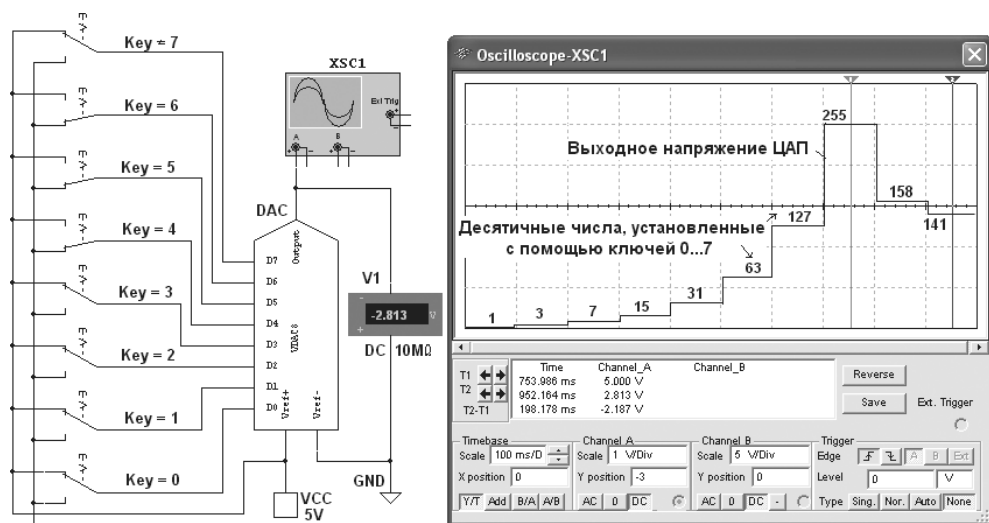 Key = 7
Key = 6
Key = 5
Key = 4
Key = 3
Key = 2
Key = 1
Key = 0
XSC1
Ext Trig
A
B
DAC
Output
D7
D6
D5
D4
D3
D2
D1
D0
VDAC8
Vref+
Vref-
V1
-2.813 V
DC 10MΩ
GND
VCC
5V
Oscilloscope-XSC1
255
Выходное напряжение ЦАП
158
127
141
Десятичные числа, установленные
с помощью ключей 0...7
63
31
15
7
3
1
Time Channel_A Channel_B
T1 753.986 ms 5.000 V
T2 952.164 ms 2.813 V
T2-T1 198.178 ms -2.187 V
Reverse
Save
Ext. Trigger
Timebase
Scale 100 ms/D
X position 0
Y/T Add B/A A/B
Channel A
Scale 1 V/Div
Y position -3
AC 0 DC
Channel B
Scale 5 V/Div
Y position 0
AC 0 DC -
Trigger
Edge A B Ext
Level 0 V
Type Sing. Nor. Auto None